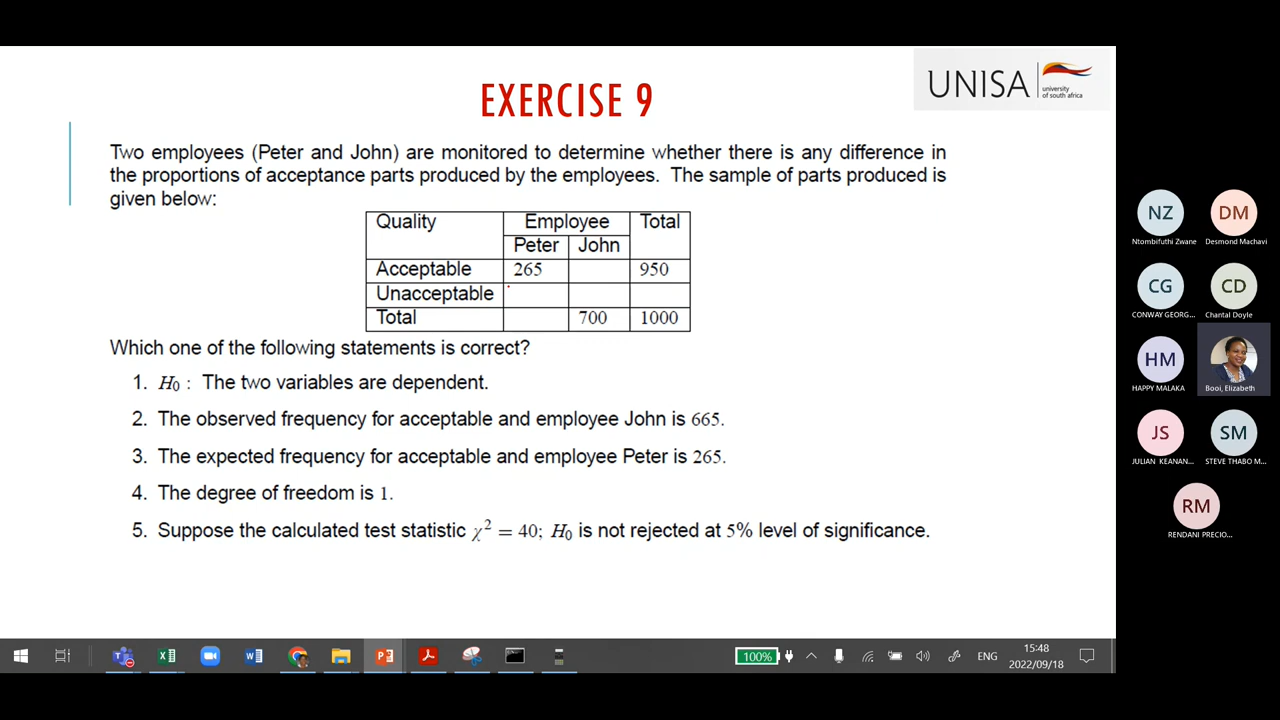 EXERCISE 9
UNISA
university
of south africa
Two employees (Peter and John) are monitored to determine whether there is any difference in
the proportions of acceptance parts produced by the employees. The sample of parts produced is
given below:
Quality Employee Total
Peter John
Acceptable 265 950
Unacceptable
Total 700 1000
Which one of the following statements is correct?
1. H₀ : The two variables are dependent.
2. The observed frequency for acceptable and employee John is 665.
3. The expected frequency for acceptable and employee Peter is 265.
4. The degree of freedom is 1.
5. Suppose the calculated test statistic χ² = 40; H₀ is not rejected at 5% level of significance.
NZ DM
Ntombifuthi Zwane Desmond Machavi
CG CD
CONWAY GEORG... Chantal Doyle
HM
HAPPY MALAKA Booi, Elizabeth
JS SM
JULIAN KEANAN... STEVE THABO M...
RM
RENDANI PRECIO...
100% ENG 15:48
2022/09/18